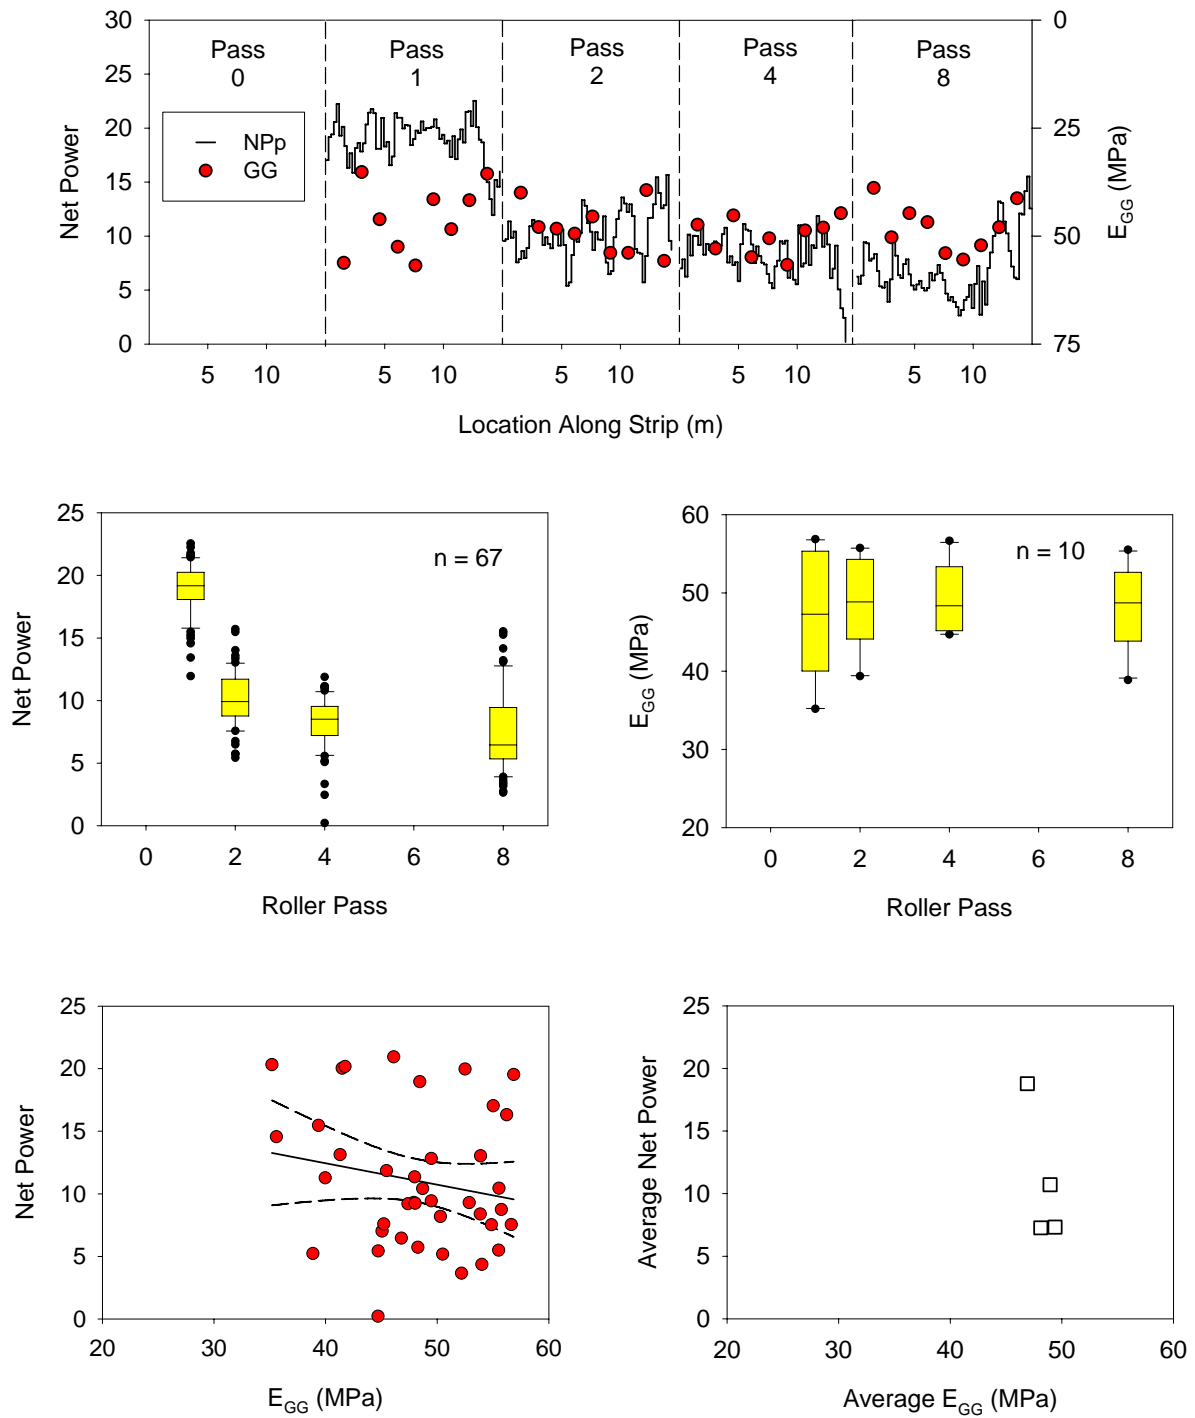 30
25
20
15
10
5
0
Net Power
Pass
0
Pass
1
Pass
2
Pass
4
Pass
8
NPp
GG
0
25
50
75
E_GG (MPa)
5 10 5 10 5 10 5 10 5 10
Location Along Strip (m)
25
20
15
10
5
0
Net Power
n = 67
0 2 4 6 8
Roller Pass
60
50
40
30
20
E_GG (MPa)
n = 10
0 2 4 6 8
Roller Pass
25
20
15
10
5
0
Net Power
20 30 40 50 60
E_GG (MPa)
25
20
15
10
5
0
Average Net Power
20 30 40 50 60
Average E_GG (MPa)